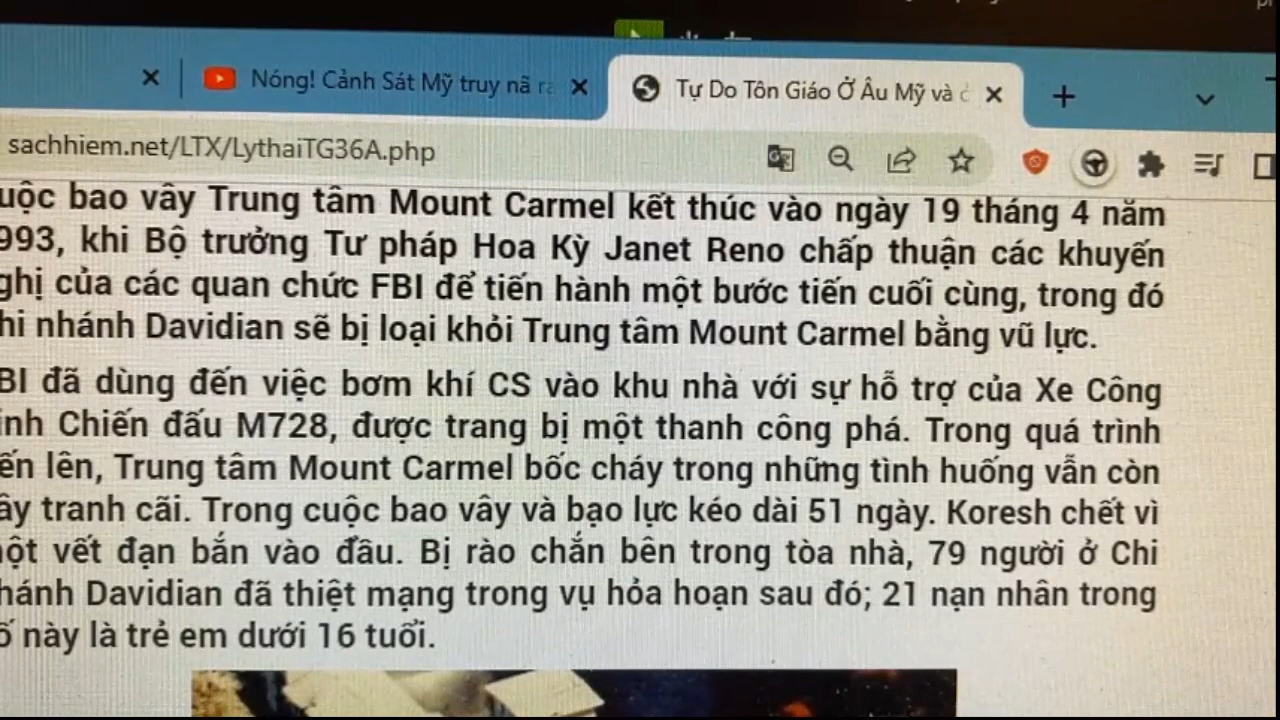 Nóng! Cảnh Sát Mỹ truy nã
Tự Do Tôn Giáo Ở Âu Mỹ và
sachhiem.net/LTX/LythaiTG36A.php
uộc bao vây Trung tâm Mount Carmel kết thúc vào ngày 19 tháng 4 năm
993, khi Bộ trưởng Tư pháp Hoa Kỳ Janet Reno chấp thuận các khuyến
ghị của các quan chức FBI để tiến hành một bước tiến cuối cùng, trong đó
hi nhánh Davidian sẽ bị loại khỏi Trung tâm Mount Carmel bằng vũ lực.
BI đã dùng đến việc bơm khí CS vào khu nhà với sự hỗ trợ của Xe Công
inh Chiến đấu M728, được trang bị một thanh công phá. Trong quá trình
ến lên, Trung tâm Mount Carmel bốc cháy trong những tình huống vẫn còn
ây tranh cãi. Trong cuộc bao vây và bạo lực kéo dài 51 ngày. Koresh chết vì
ột vết đạn bắn vào đầu. Bị rào chắn bên trong tòa nhà, 79 người ở Chi
hánh Davidian đã thiệt mạng trong vụ hỏa hoạn sau đó; 21 nạn nhân trong
ố này là trẻ em dưới 16 tuổi.